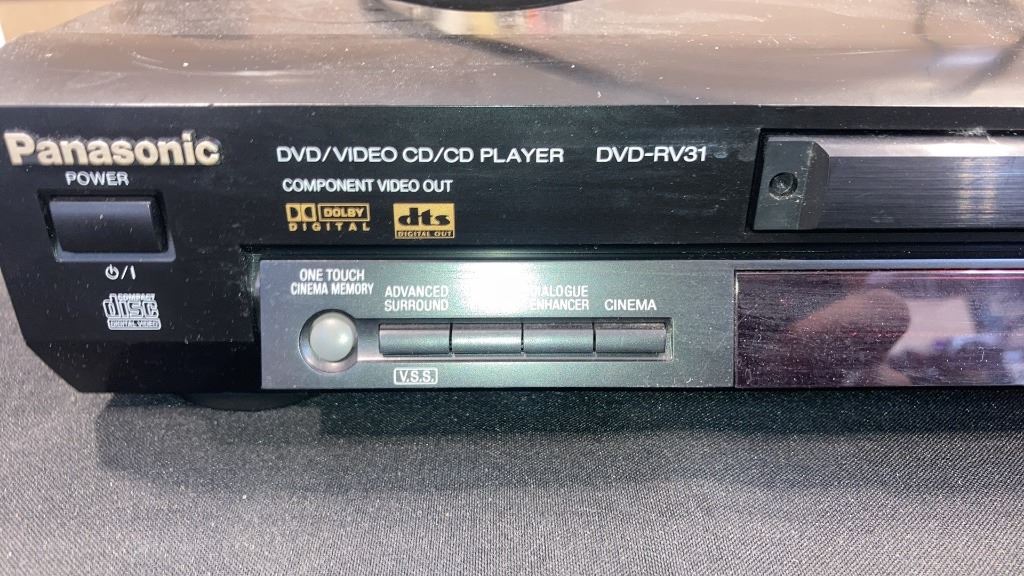 Panasonic
POWER
DVD/VIDEO CD/CD PLAYER DVD-RV31
COMPONENT VIDEO OUT
DOLBY
DIGITAL
dts
DIGITAL OUT
⏻/I
COMPACT
disc
DIGITAL VIDEO
ONE TOUCH
CINEMA MEMORY
ADVANCED
SURROUND
DIALOGUE
ENHANCER
CINEMA
V.S.S.